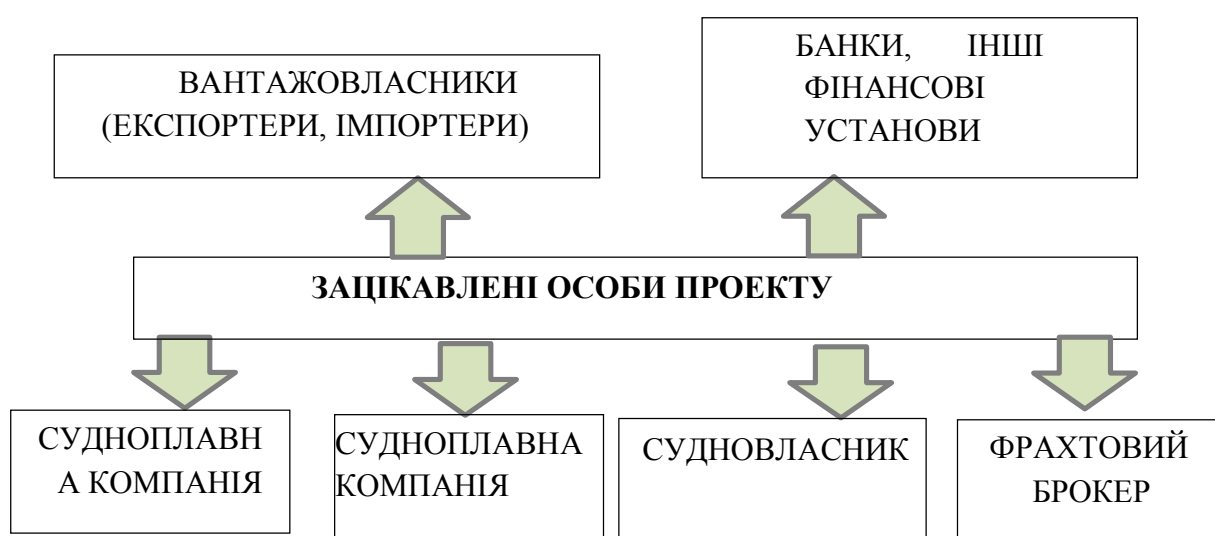 ВАНТАЖОВЛАСНИКИ
(ЕКСПОРТЕРИ, ІМПОРТЕРИ)
БАНКИ, ІНШІ
ФІНАНСОВІ
УСТАНОВИ
ЗАЦІКАВЛЕНІ ОСОБИ ПРОЕКТУ
СУДНОПЛАВН
А КОМПАНІЯ
СУДНОПЛАВНА
КОМПАНІЯ
СУДНОВЛАСНИК
ФРАХТОВИЙ
БРОКЕР